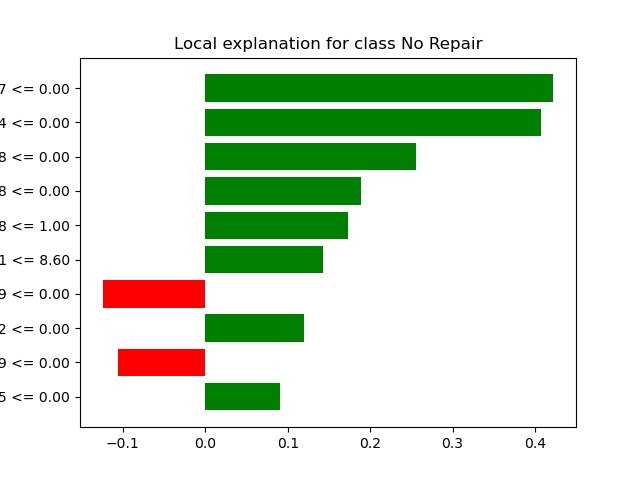 Local explanation for class No Repair
7 <= 0.00
4 <= 0.00
8 <= 0.00
8 <= 0.00
8 <= 1.00
1 <= 8.60
9 <= 0.00
2 <= 0.00
9 <= 0.00
5 <= 0.00
−0.1 0.0 0.1 0.2 0.3 0.4